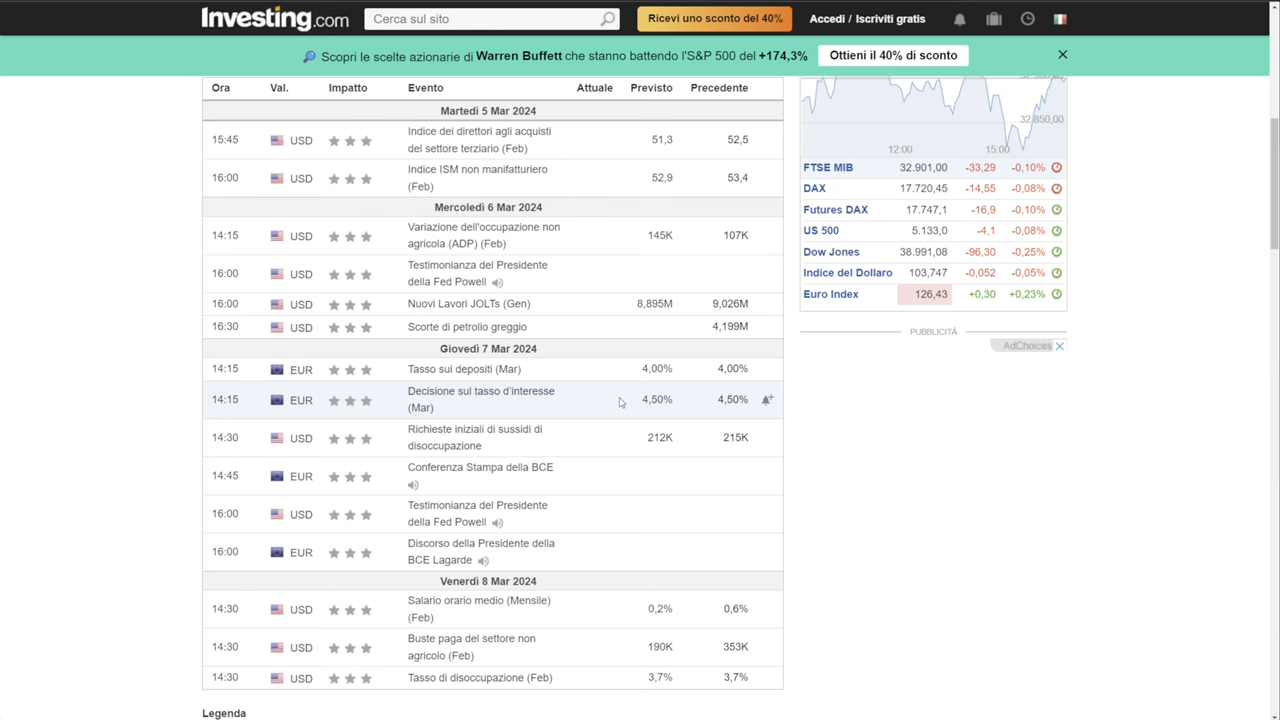 Investing.com
Cerca sul sito
Ricevi uno sconto del 40%
Accedi / Iscriviti gratis
Scopri le scelte azionarie di Warren Buffett che stanno battendo l'S&P 500 del +174,3%
Ottieni il 40% di sconto
Ora Val. Impatto Evento Attuale Previsto Precedente
Martedì 5 Mar 2024
15:45 USD Indice dei direttori agli acquisti 51,3 52,5
del settore terziario (Feb)
16:00 USD Indice ISM non manifatturiero 52,9 53,4
(Feb)
Mercoledì 6 Mar 2024
14:15 USD Variazione dell'occupazione non 145K 107K
agricola (ADP) (Feb)
16:00 USD Testimonianza del Presidente
della Fed Powell
16:00 USD Nuovi Lavori JOLTs (Gen) 8,895M 9,026M
16:30 USD Scorte di petrolio greggio 4,199M
Giovedì 7 Mar 2024
14:15 EUR Tasso sui depositi (Mar) 4,00% 4,00%
14:15 EUR Decisione sul tasso d'interesse 4,50% 4,50%
(Mar)
14:30 USD Richieste iniziali di sussidi di 212K 215K
disoccupazione
14:45 EUR Conferenza Stampa della BCE
16:00 USD Testimonianza del Presidente
della Fed Powell
16:00 EUR Discorso della Presidente della
BCE Lagarde
Venerdì 8 Mar 2024
14:30 USD Salario orario medio (Mensile) 0,2% 0,6%
(Feb)
14:30 USD Buste paga del settore non 190K 353K
agricolo (Feb)
14:30 USD Tasso di disoccupazione (Feb) 3,7% 3,7%
Legenda
32.850,00
12:00 15:00
FTSE MIB 32.901,00 -33,29 -0,10%
DAX 17.720,45 -14,55 -0,08%
Futures DAX 17.747,1 -16,9 -0,10%
US 500 5.133,0 -4,1 -0,08%
Dow Jones 38.991,08 -96,30 -0,25%
Indice del Dollaro 103,747 -0,052 -0,05%
Euro Index 126,43 +0,30 +0,23%
PUBBLICITÀ
AdChoices